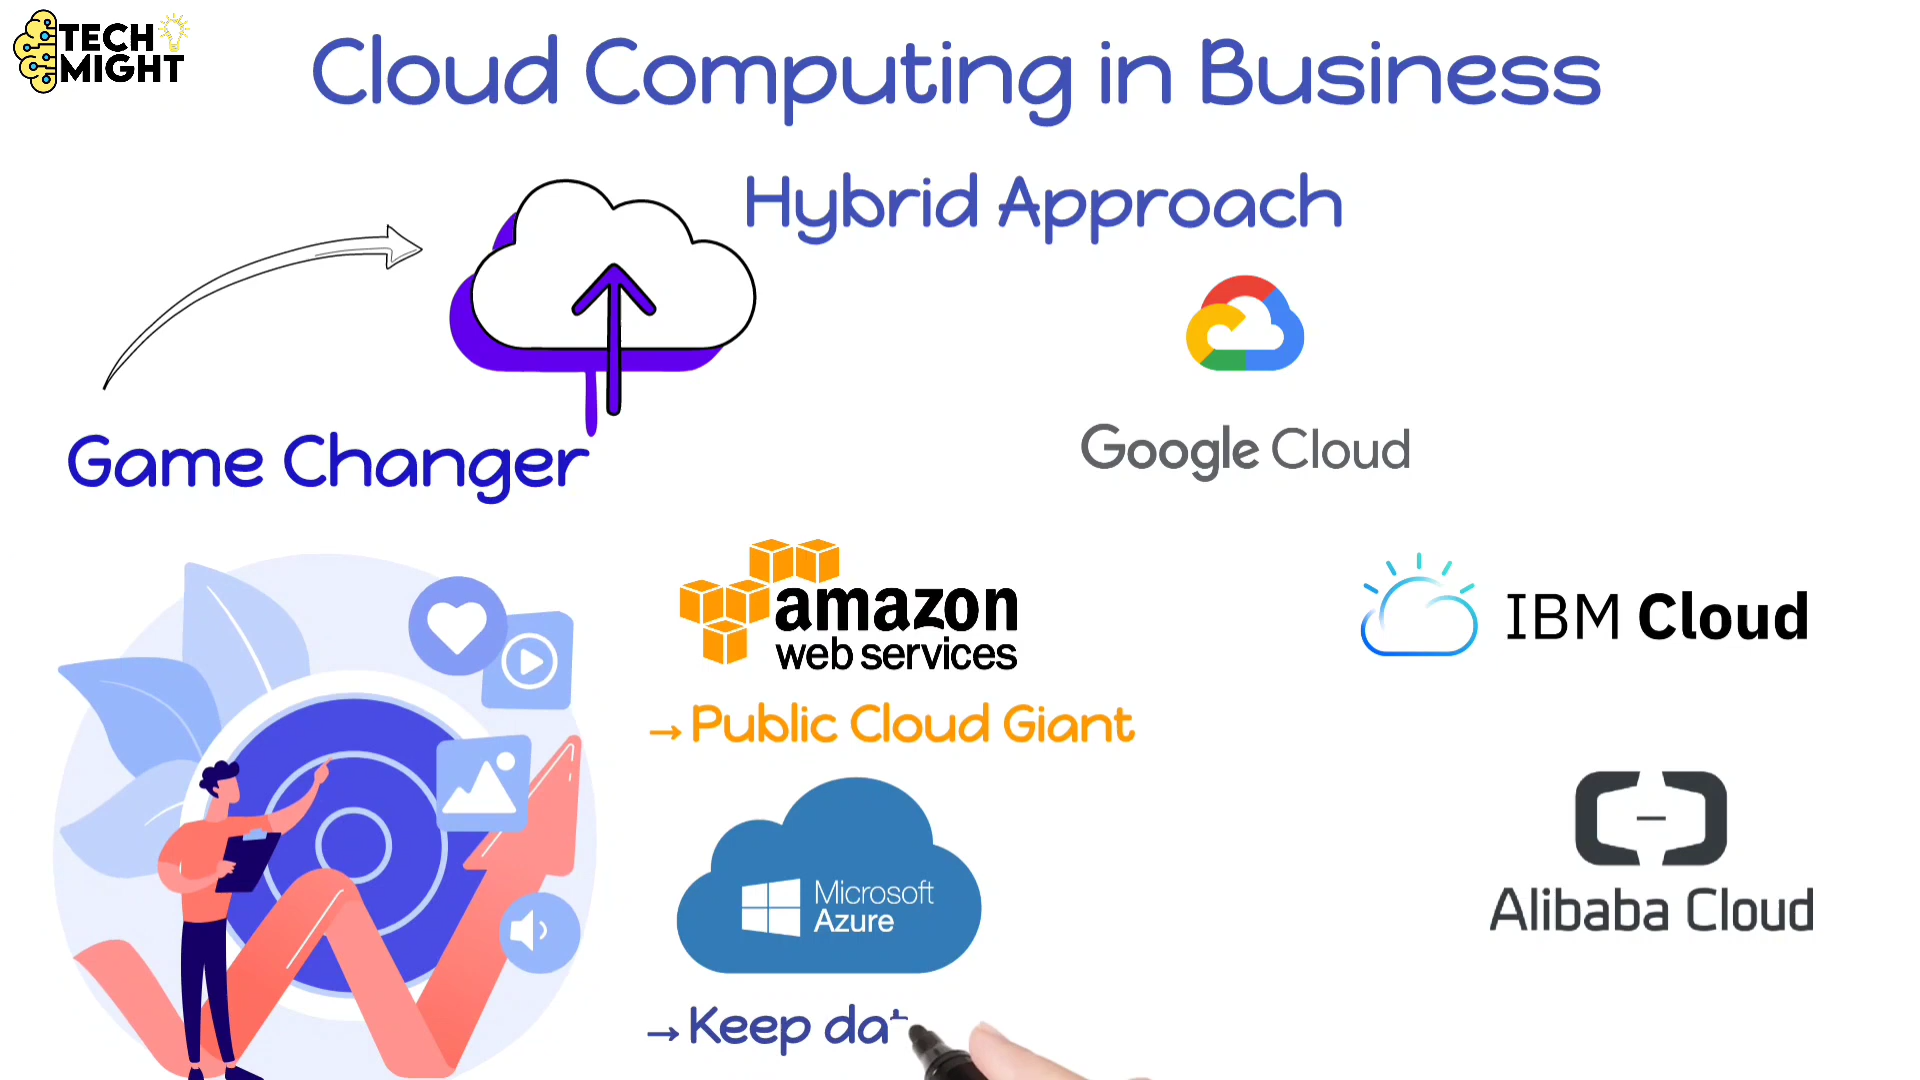 TECH
MIGHT
Cloud Computing in Business
Hybrid Approach
Game Changer
Google Cloud
amazon
web services
→Public Cloud Giant
IBM Cloud
Microsoft
Azure
Alibaba Cloud
→Keep